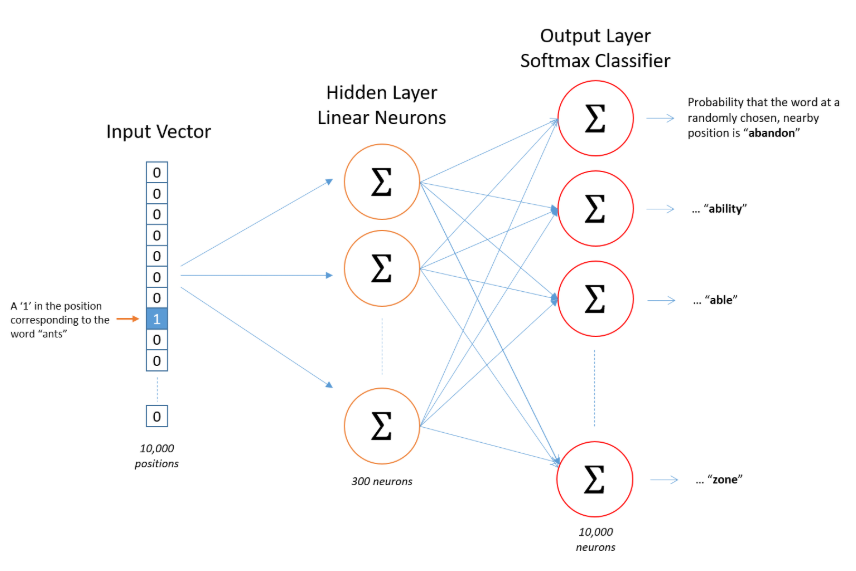 Output Layer
Softmax Classifier
Hidden Layer
Linear Neurons
Input Vector
0
0
0
0
0
0
0
1
0
0
0
A ‘1’ in the position
corresponding to the
word “ants”
10,000
positions
Σ
Σ
Σ
300 neurons
Σ
Σ
Σ
Σ
10,000
neurons
Probability that the word at a
randomly chosen, nearby
position is “abandon”
... “ability”
... “able”
... “zone”